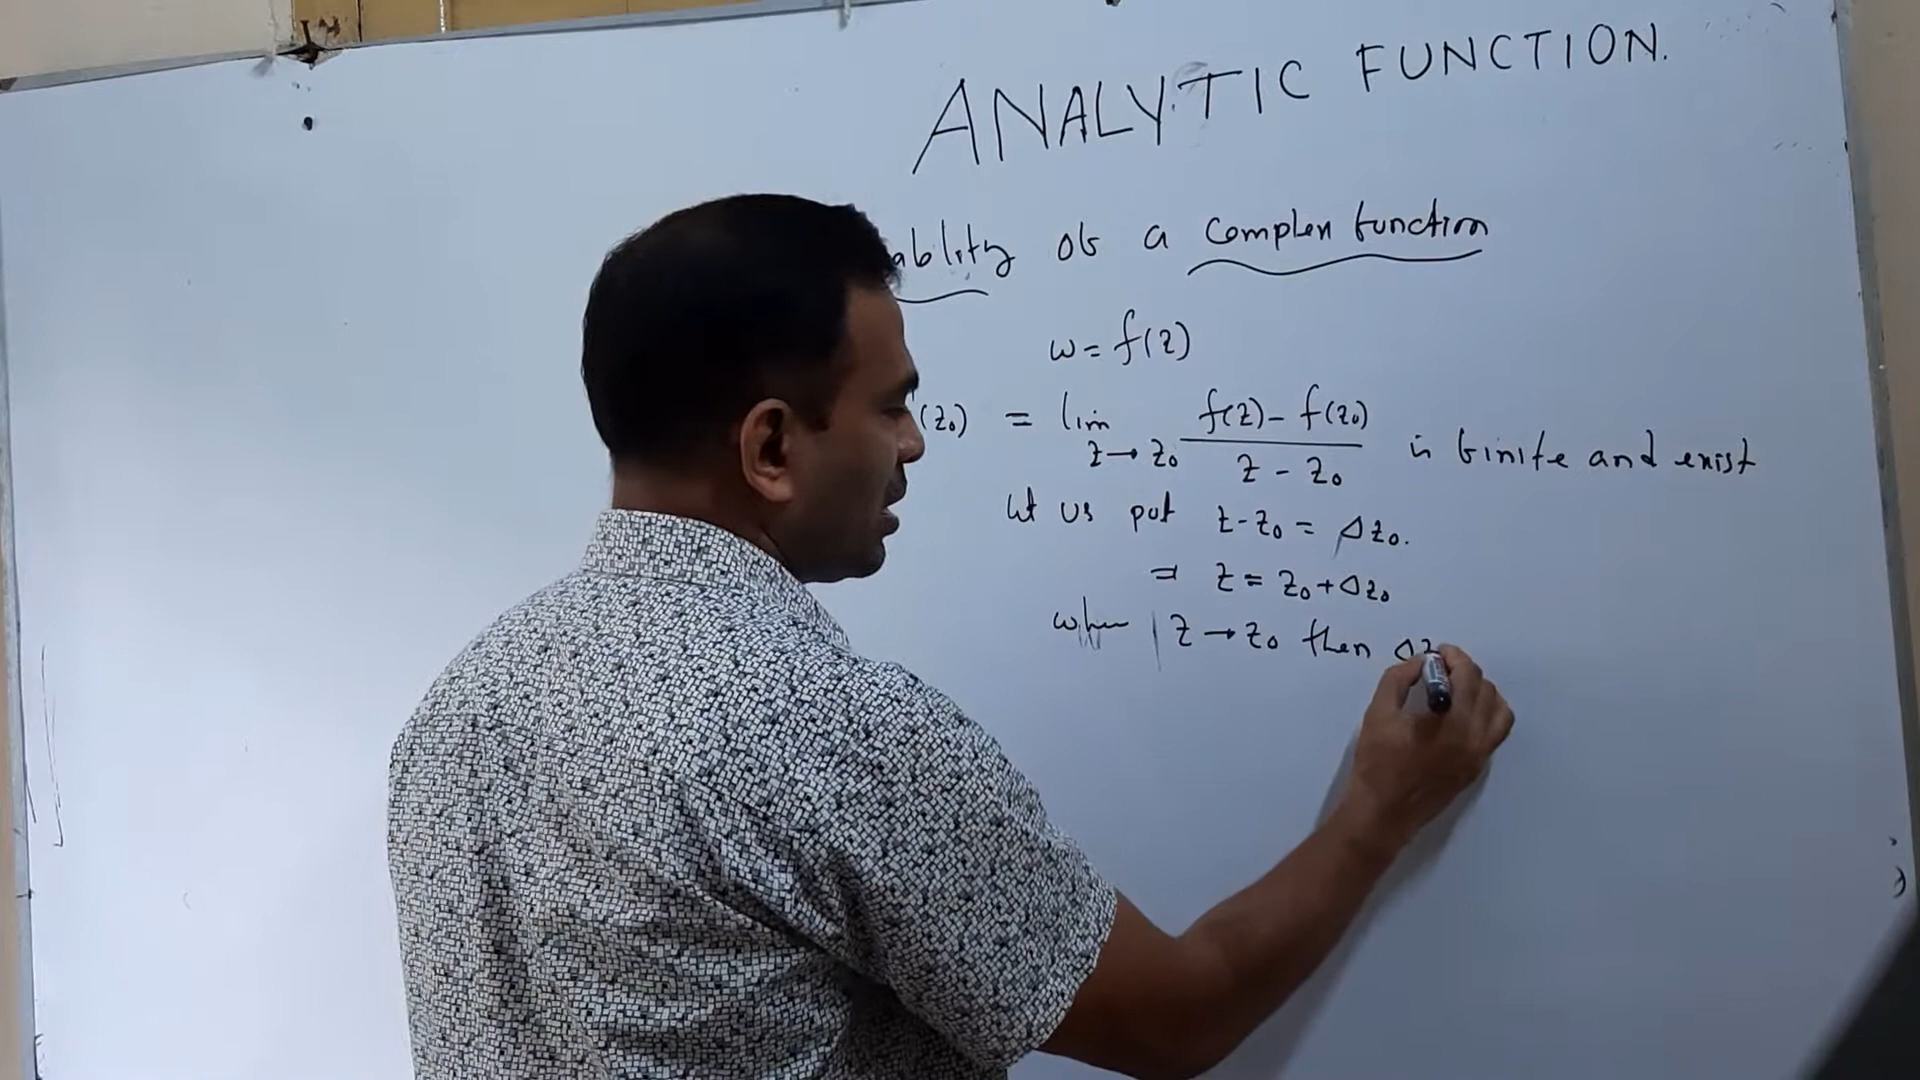 ANALYTIC FUNCTION.
ablity of a complex function
w = f(z)
(z₀) = lim z→z₀ f(z) - f(z₀) / z - z₀ is finite and exist
let us put z - z₀ = Δz₀.
⇒ z = z₀ + Δz₀
when z → z₀ then Δz